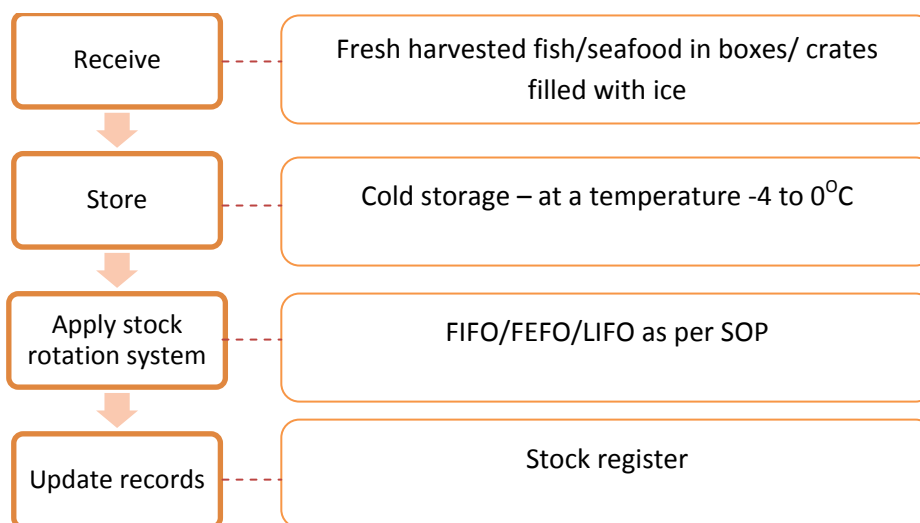 Receive
Fresh harvested fish/seafood in boxes/ crates
filled with ice
Store
Cold storage – at a temperature -4 to 0⁰C
Apply stock
rotation system
FIFO/FEFO/LIFO as per SOP
Update records
Stock register